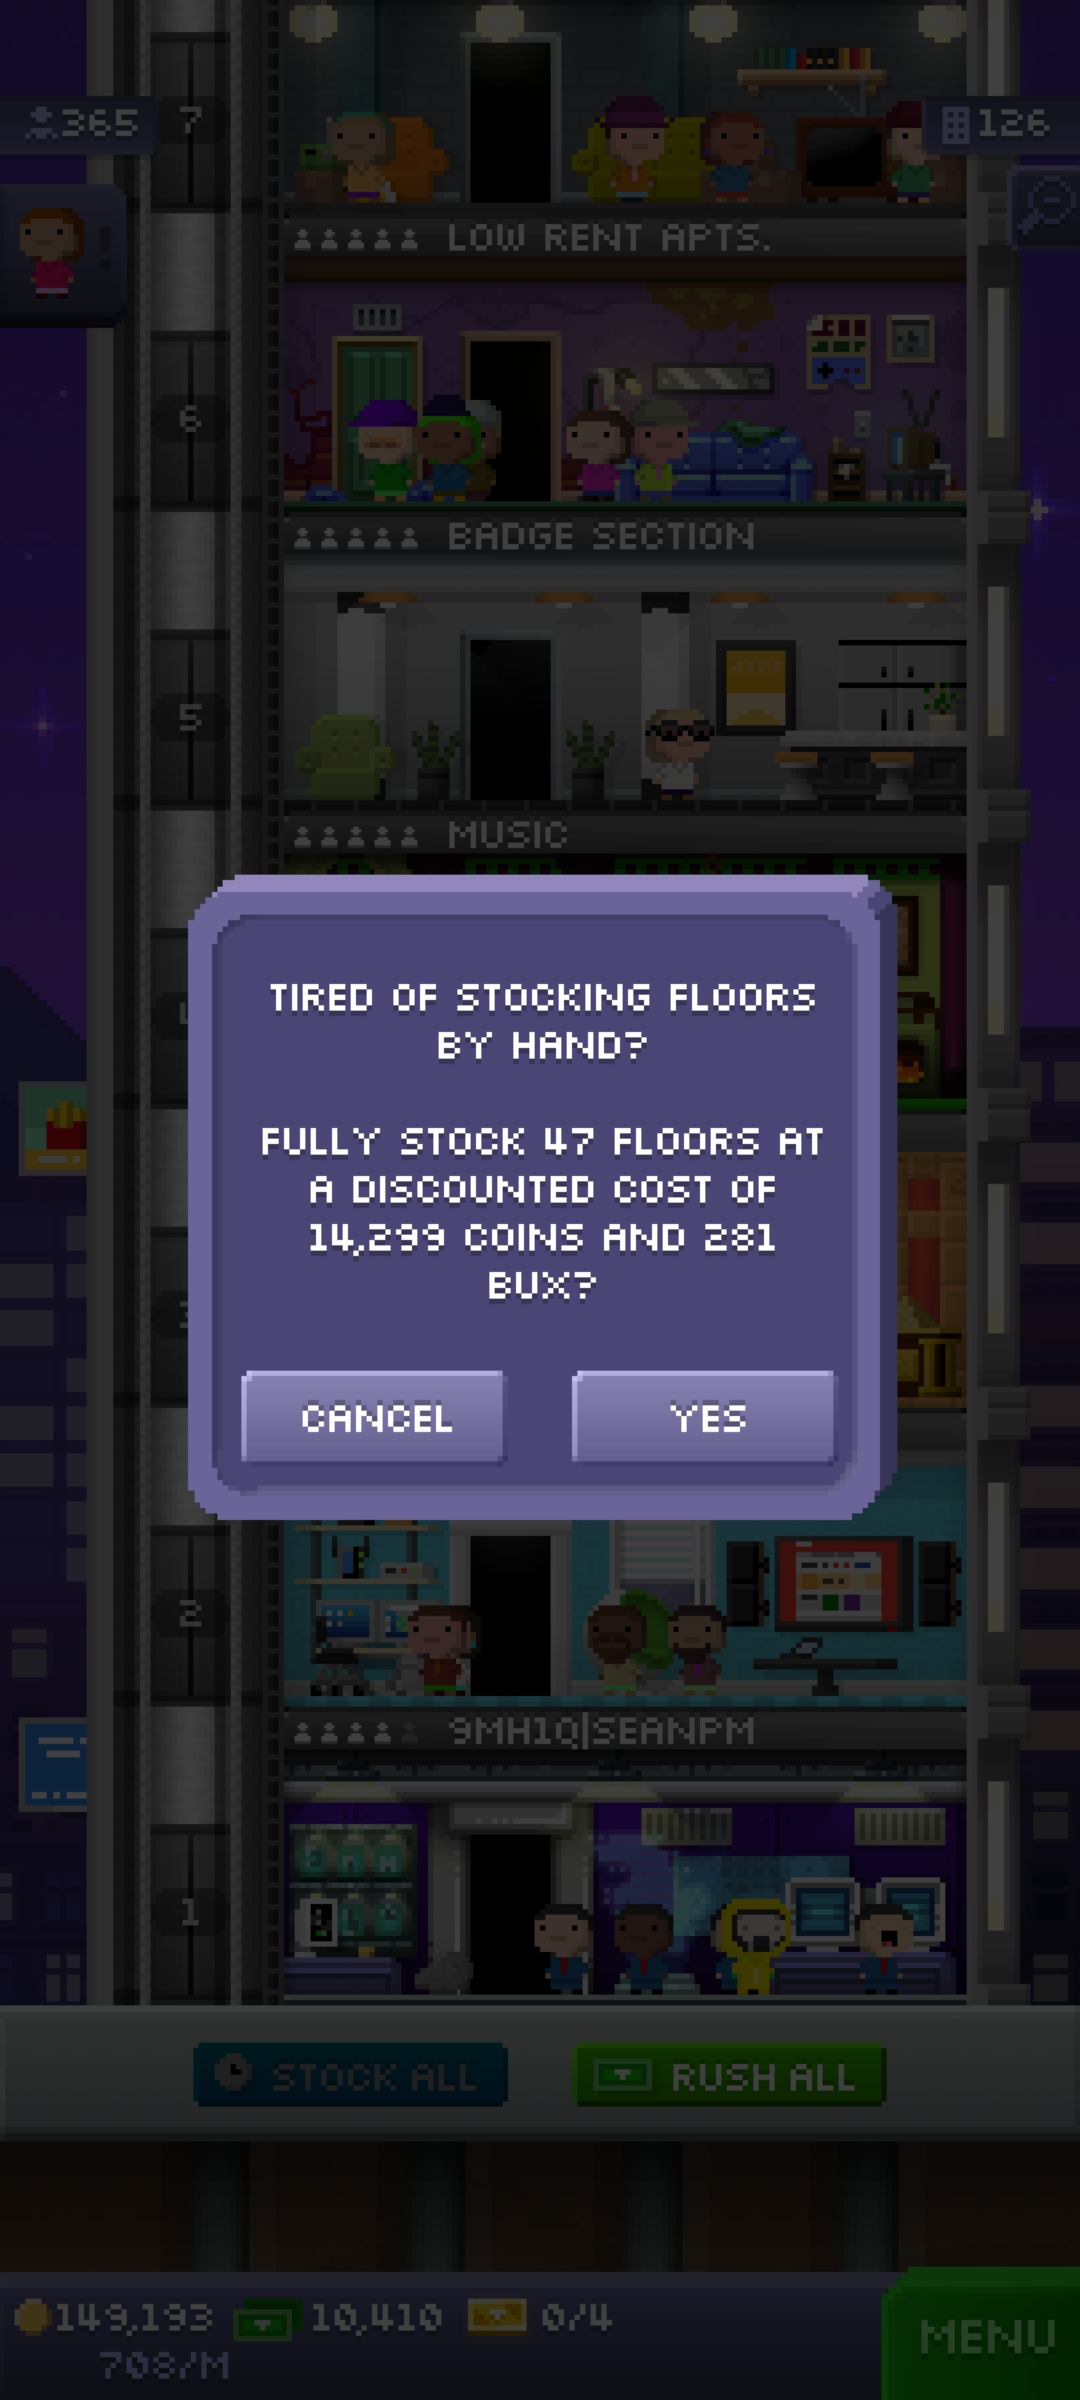 365
7
126
LOW RENT APTS.
6
BADGE SECTION
5
MUSIC
TIRED OF STOCKING FLOORS
BY HAND?
FULLY STOCK 47 FLOORS AT
A DISCOUNTED COST OF
14,299 COINS AND 281
BUX?
CANCEL
YES
2
9MH1Q|SEANPM
1
STOCK ALL
RUSH ALL
149,193
10,410
0/4
708/M
MENU